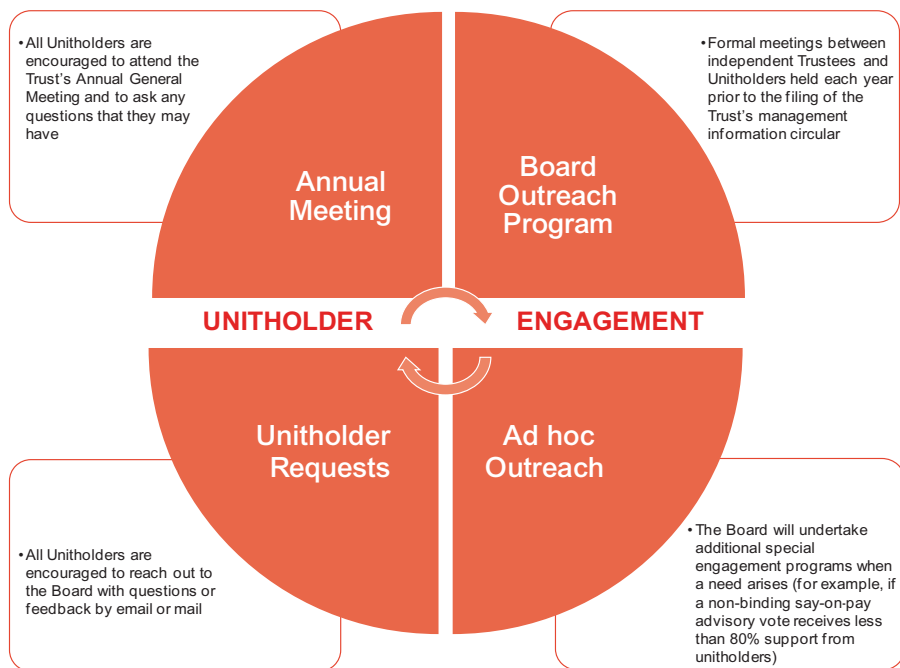 •All Unitholders are
encouraged to attend the
Trust's Annual General
Meeting and to ask any
questions that they may
have
•Formal meetings between
independent Trustees and
Unitholders held each year
prior to the filing of the
Trust's management
information circular
Annual
Meeting
Board
Outreach
Program
UNITHOLDER
ENGAGEMENT
Unitholder
Requests
Ad hoc
Outreach
•All Unitholders are
encouraged to reach out to
the Board with questions or
feedback by email or mail
•The Board will undertake
additional special
engagement programs when
a need arises (for example, if
a non-binding say-on-pay
advisory vote receives less
than 80% support from
unitholders)